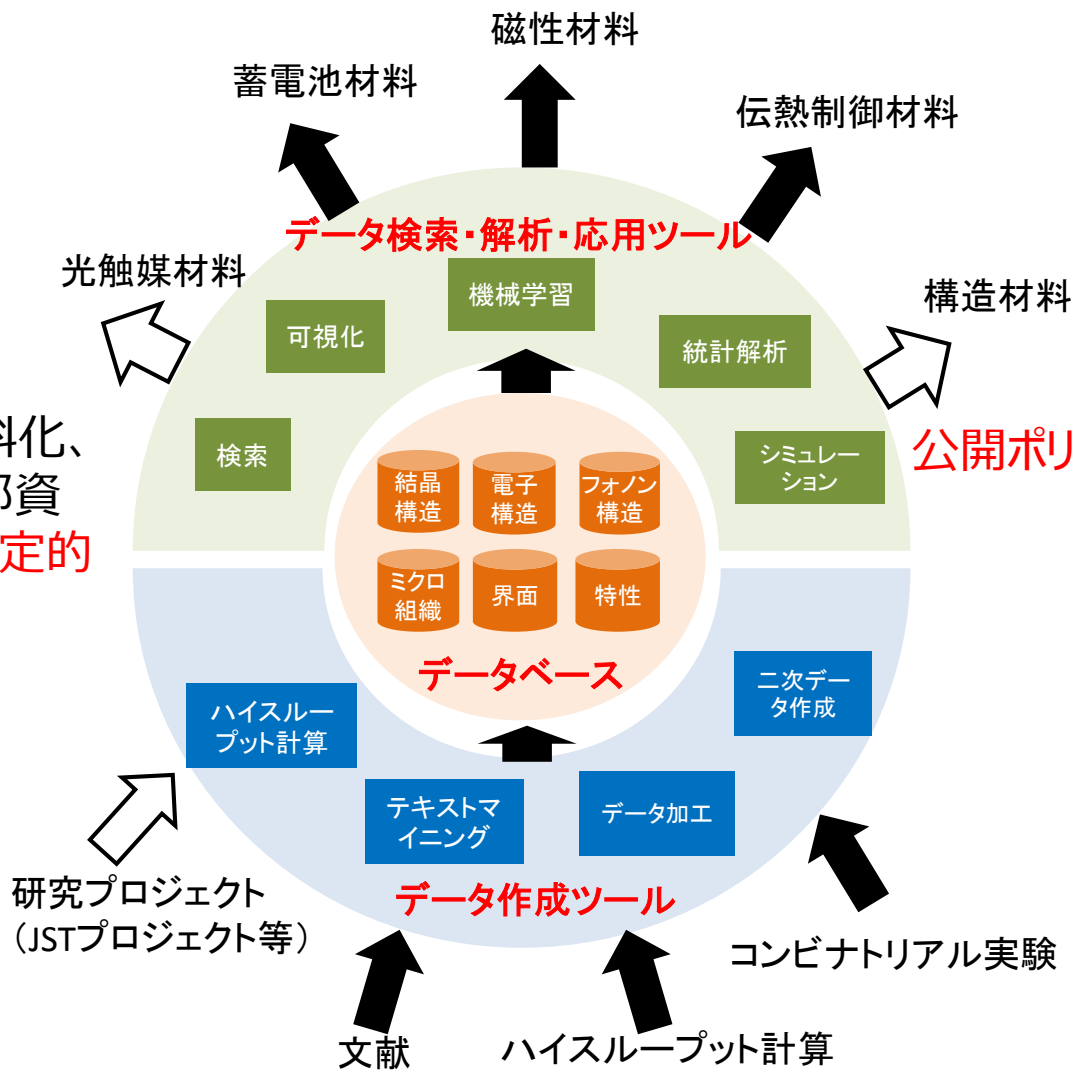 磁性材料
蓄電池材料
伝熱制御材料
データ検索・解析・応用ツール
光触媒材料
機械学習
構造材料
可視化
統計解析
料化、
検索
シミュレー
ション
公開ポリ
部資
定的
結晶
構造
電子
構造
フォノン
構造
ミクロ
組織
界面
特性
データベース
二次デー
タ作成
ハイスルー
プット計算
テキストマ
イニング
データ加工
データ作成ツール
研究プロジェクト
（JSTプロジェクト等）
コンビナトリアル実験
文献
ハイスループット計算